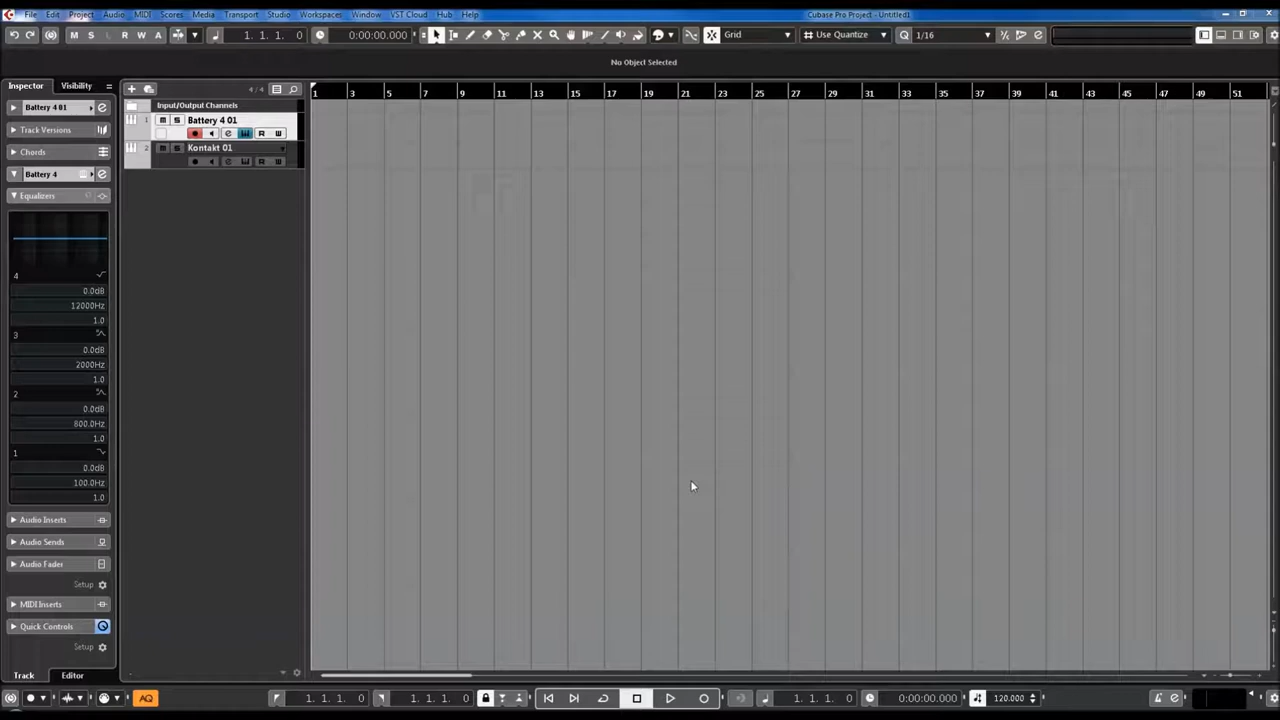 File Edit Project Audio MIDI Scores Media Transport Studio Workspaces Window VST Cloud Hub Help
Cubase Pro Project - Untitled1
M S L R W A 1. 1. 1. 0 0:00:00.000 Grid Use Quantize Q 1/16
No Object Selected
Inspector Visibility 4 / 4 1 3 5 7 9 11 13 15 17 19 21 23 25 27 29 31 33 35 37 39 41 43 45 47 49 51
Input/Output Channels
Battery 4 01
Track Versions
Chords
Battery 4
Equalizers
4
0.0dB
12000Hz
1.0
3
0.0dB
2000Hz
1.0
2
0.0dB
800.0Hz
1.0
1
0.0dB
100.0Hz
1.0
Audio Inserts
Audio Sends
Audio Fader
Setup
MIDI Inserts
Quick Controls
Setup
Track Editor
1 M S Battery 4 01
e R W
2 M S Kontakt 01
e R W
AQ 1. 1. 1. 0 1. 1. 1. 0 1. 1. 1. 0 0:00:00.000 120.000